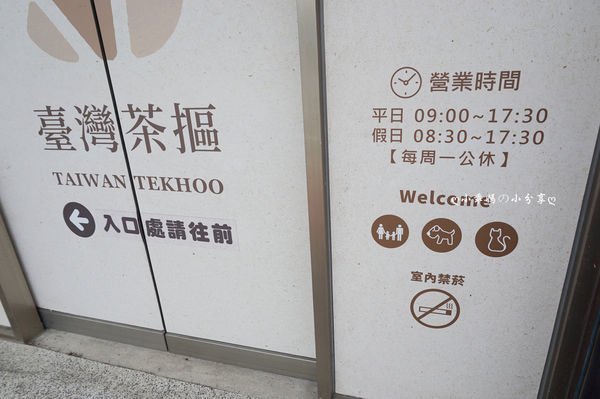 臺灣茶摳
TAIWAN TEKHOO
入口處請往前
營業時間
平日 09:00~17:30
假日 08:30~17:30
【每周一公休】
Welcome
室內禁菸